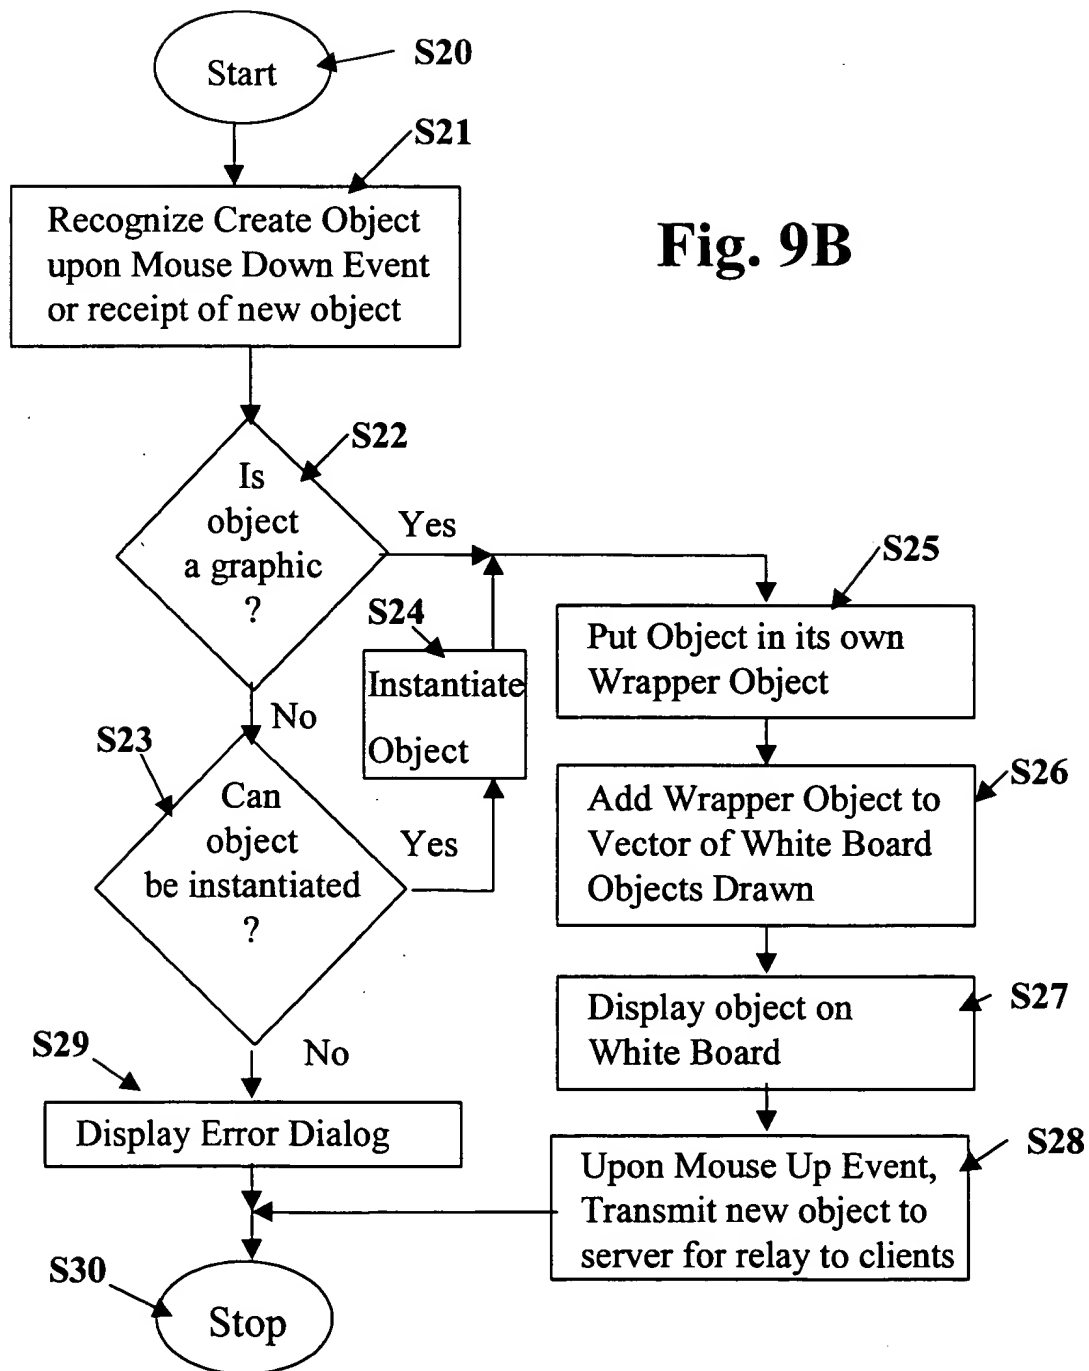 Start
S20
S21
Recognize Create Object
upon Mouse Down Event
or receipt of new object
Fig. 9B
S22
Is
object
a graphic
?
Yes
No
S23
Can
object
be instantiated
?
Yes
No
S24
Instantiate
Object
S25
Put Object in its own
Wrapper Object
S26
Add Wrapper Object to
Vector of White Board
Objects Drawn
S27
Display object on
White Board
S28
Upon Mouse Up Event,
Transmit new object to
server for relay to clients
S29
Display Error Dialog
S30
Stop